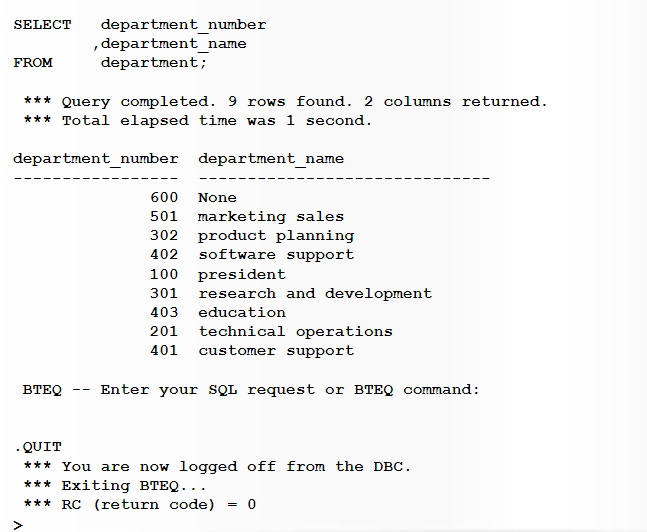 SELECT   department_number
        ,department_name
FROM     department;
 *** Query completed. 9 rows found. 2 columns returned.
 *** Total elapsed time was 1 second.
department_number  department_name
-----------------  ------------------------------
              600  None
              501  marketing sales
              302  product planning
              402  software support
              100  president
              301  research and development
              403  education
              201  technical operations
              401  customer support
 BTEQ -- Enter your SQL request or BTEQ command:
.QUIT
 *** You are now logged off from the DBC.
 *** Exiting BTEQ...
 *** RC (return code) = 0
>